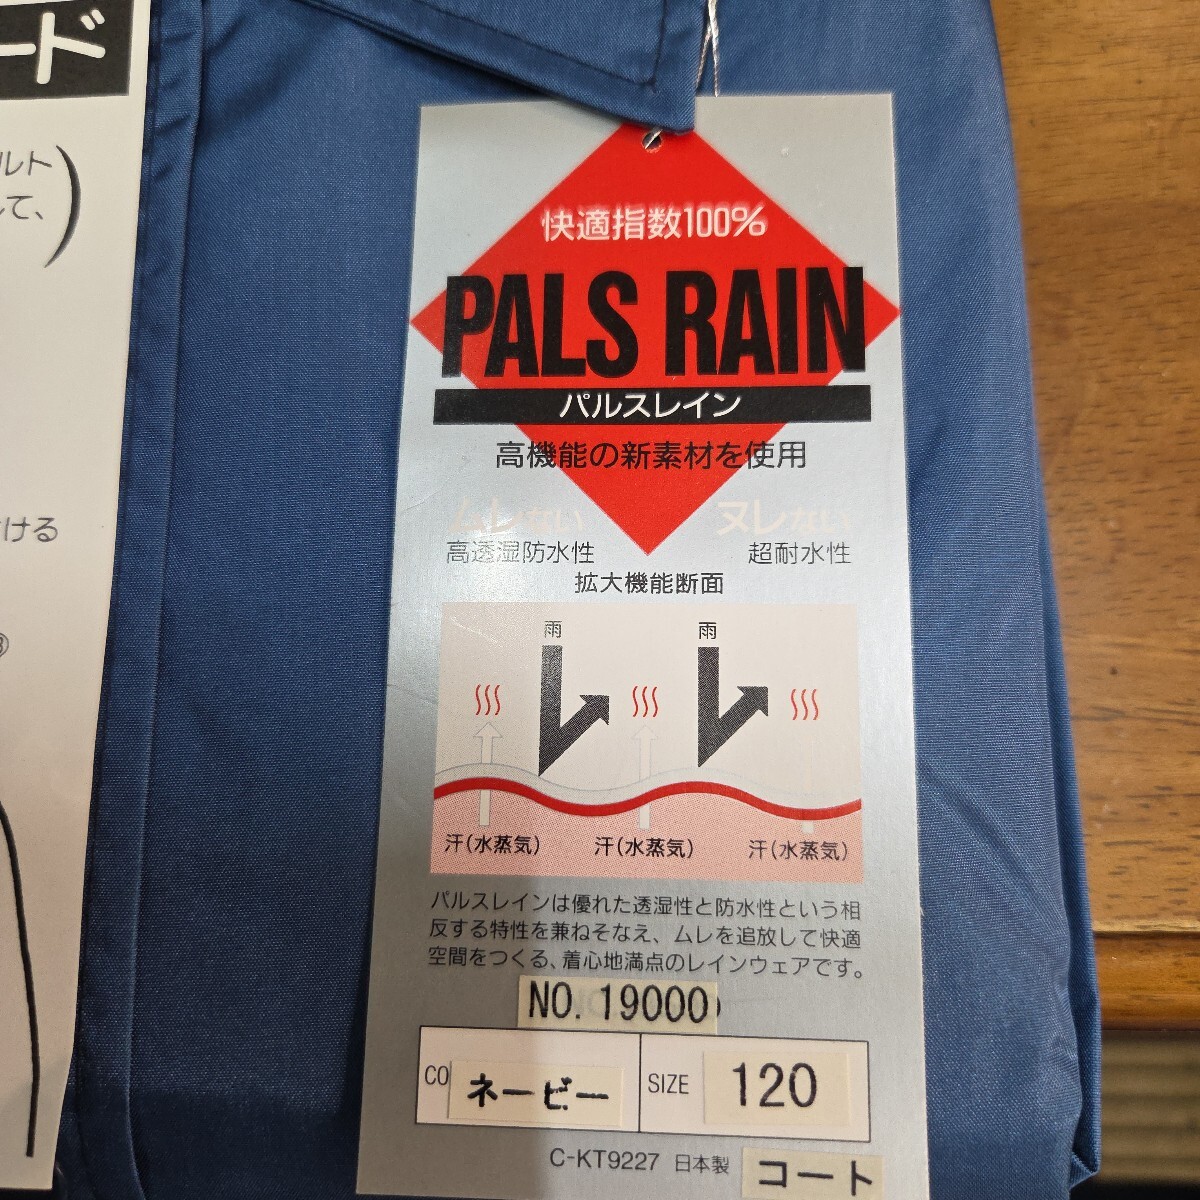 ード
ルト
して、
ける
快適指数100%
PALS RAIN
パルスレイン
高機能の新素材を使用
ムレない
ヌレない
高透湿防水性
超耐水性
拡大機能断面
雨
雨
汗(水蒸気)
汗(水蒸気)
汗(水蒸気)
パルスレインは優れた透湿性と防水性という相
反する特性を兼ねそなえ、ムレを追放して快適
空間をつくる、着心地満点のレインウェアです。
NO. 19000
CO ネービー
SIZE 120
C-KT9227 日本製 コート